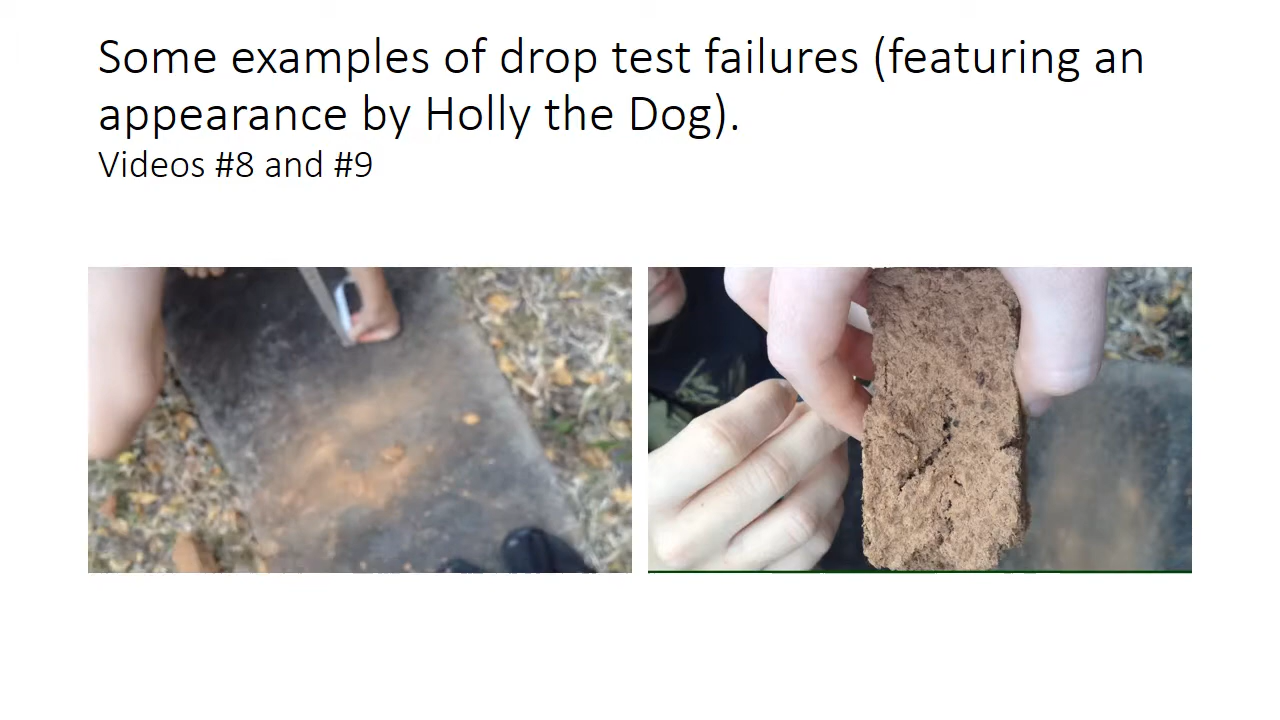 Some examples of drop test failures (featuring an
appearance by Holly the Dog).
Videos #8 and #9